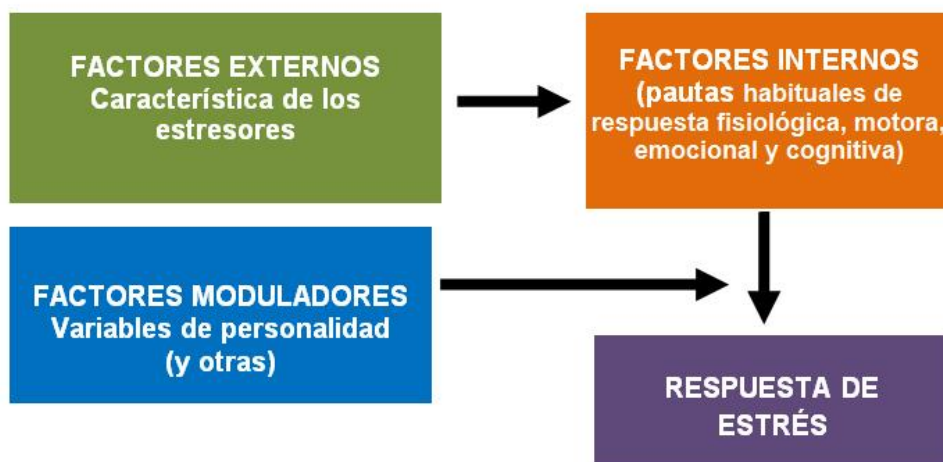 FACTORES EXTERNOS
Característica de los
estresores
FACTORES INTERNOS
(pautas habituales de
respuesta fisiológica, motora,
emocional y cognitiva)
FACTORES MODULADORES
Variables de personalidad
(y otras)
RESPUESTA DE
ESTRÉS